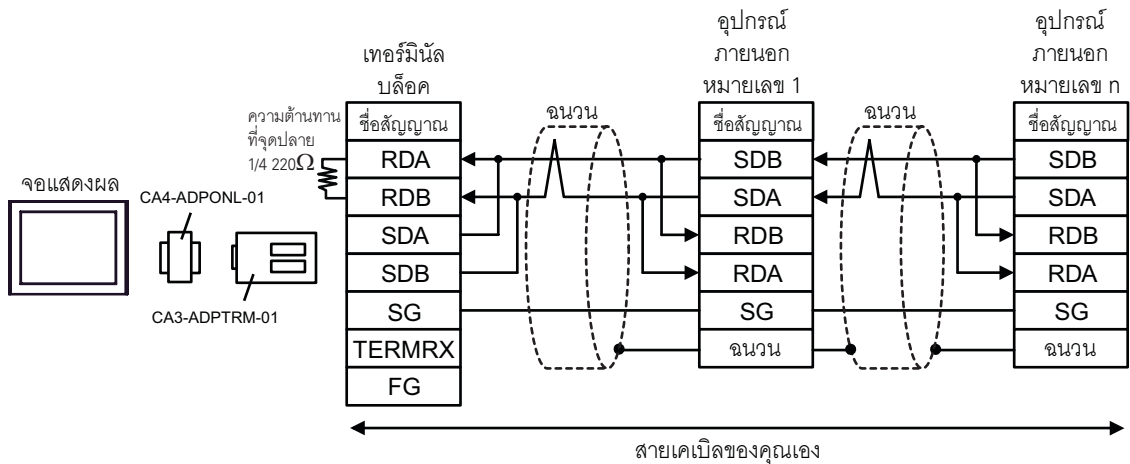 จอแสดงผล
CA4-ADPONL-01
CA3-ADPTRM-01
ความต้านทาน
ที่จุดปลาย
1/4 220Ω
เทอร์มินัล
บล็อค
ชื่อสัญญาณ
RDA
RDB
SDA
SDB
SG
TERMRX
FG
ฉนวน
อุปกรณ์
ภายนอก
หมายเลข 1
ชื่อสัญญาณ
SDB
SDA
RDB
RDA
SG
ฉนวน
ฉนวน
อุปกรณ์
ภายนอก
หมายเลข n
ชื่อสัญญาณ
SDB
SDA
RDB
RDA
SG
ฉนวน
สายเคเบิลของคุณเอง